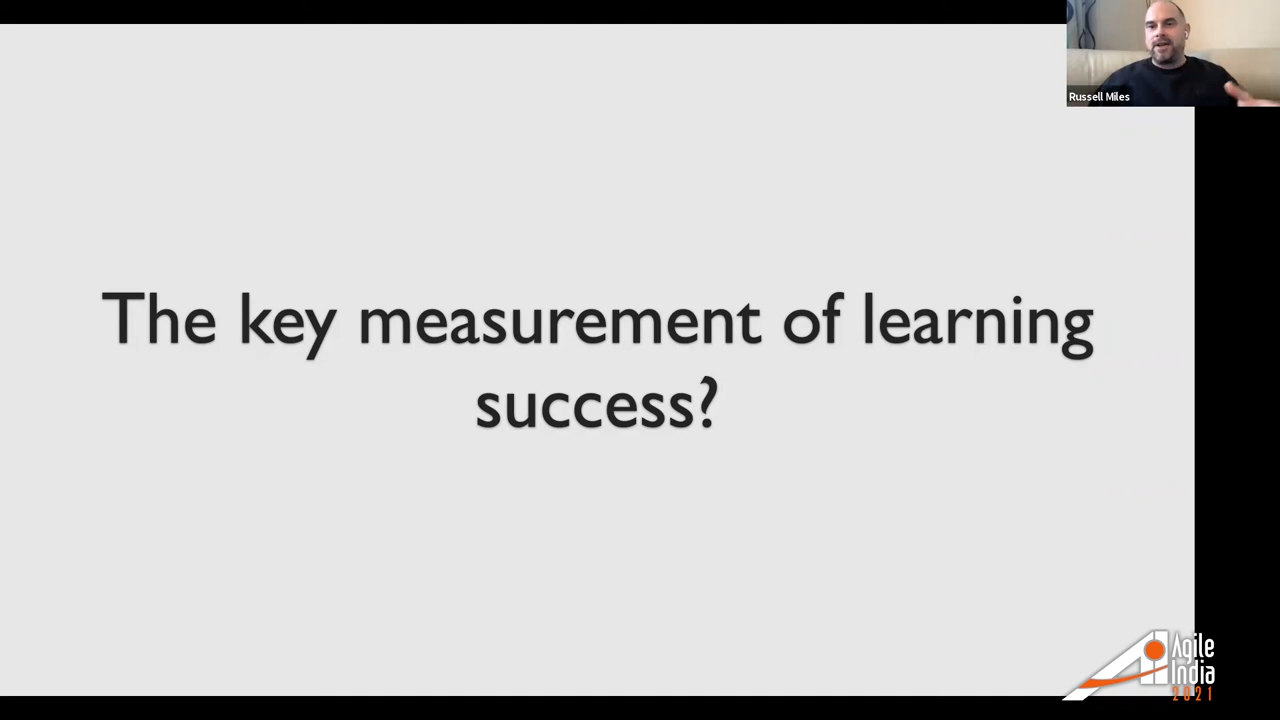 Russell Miles
The key measurement of learning
success?
Agile
India
2021